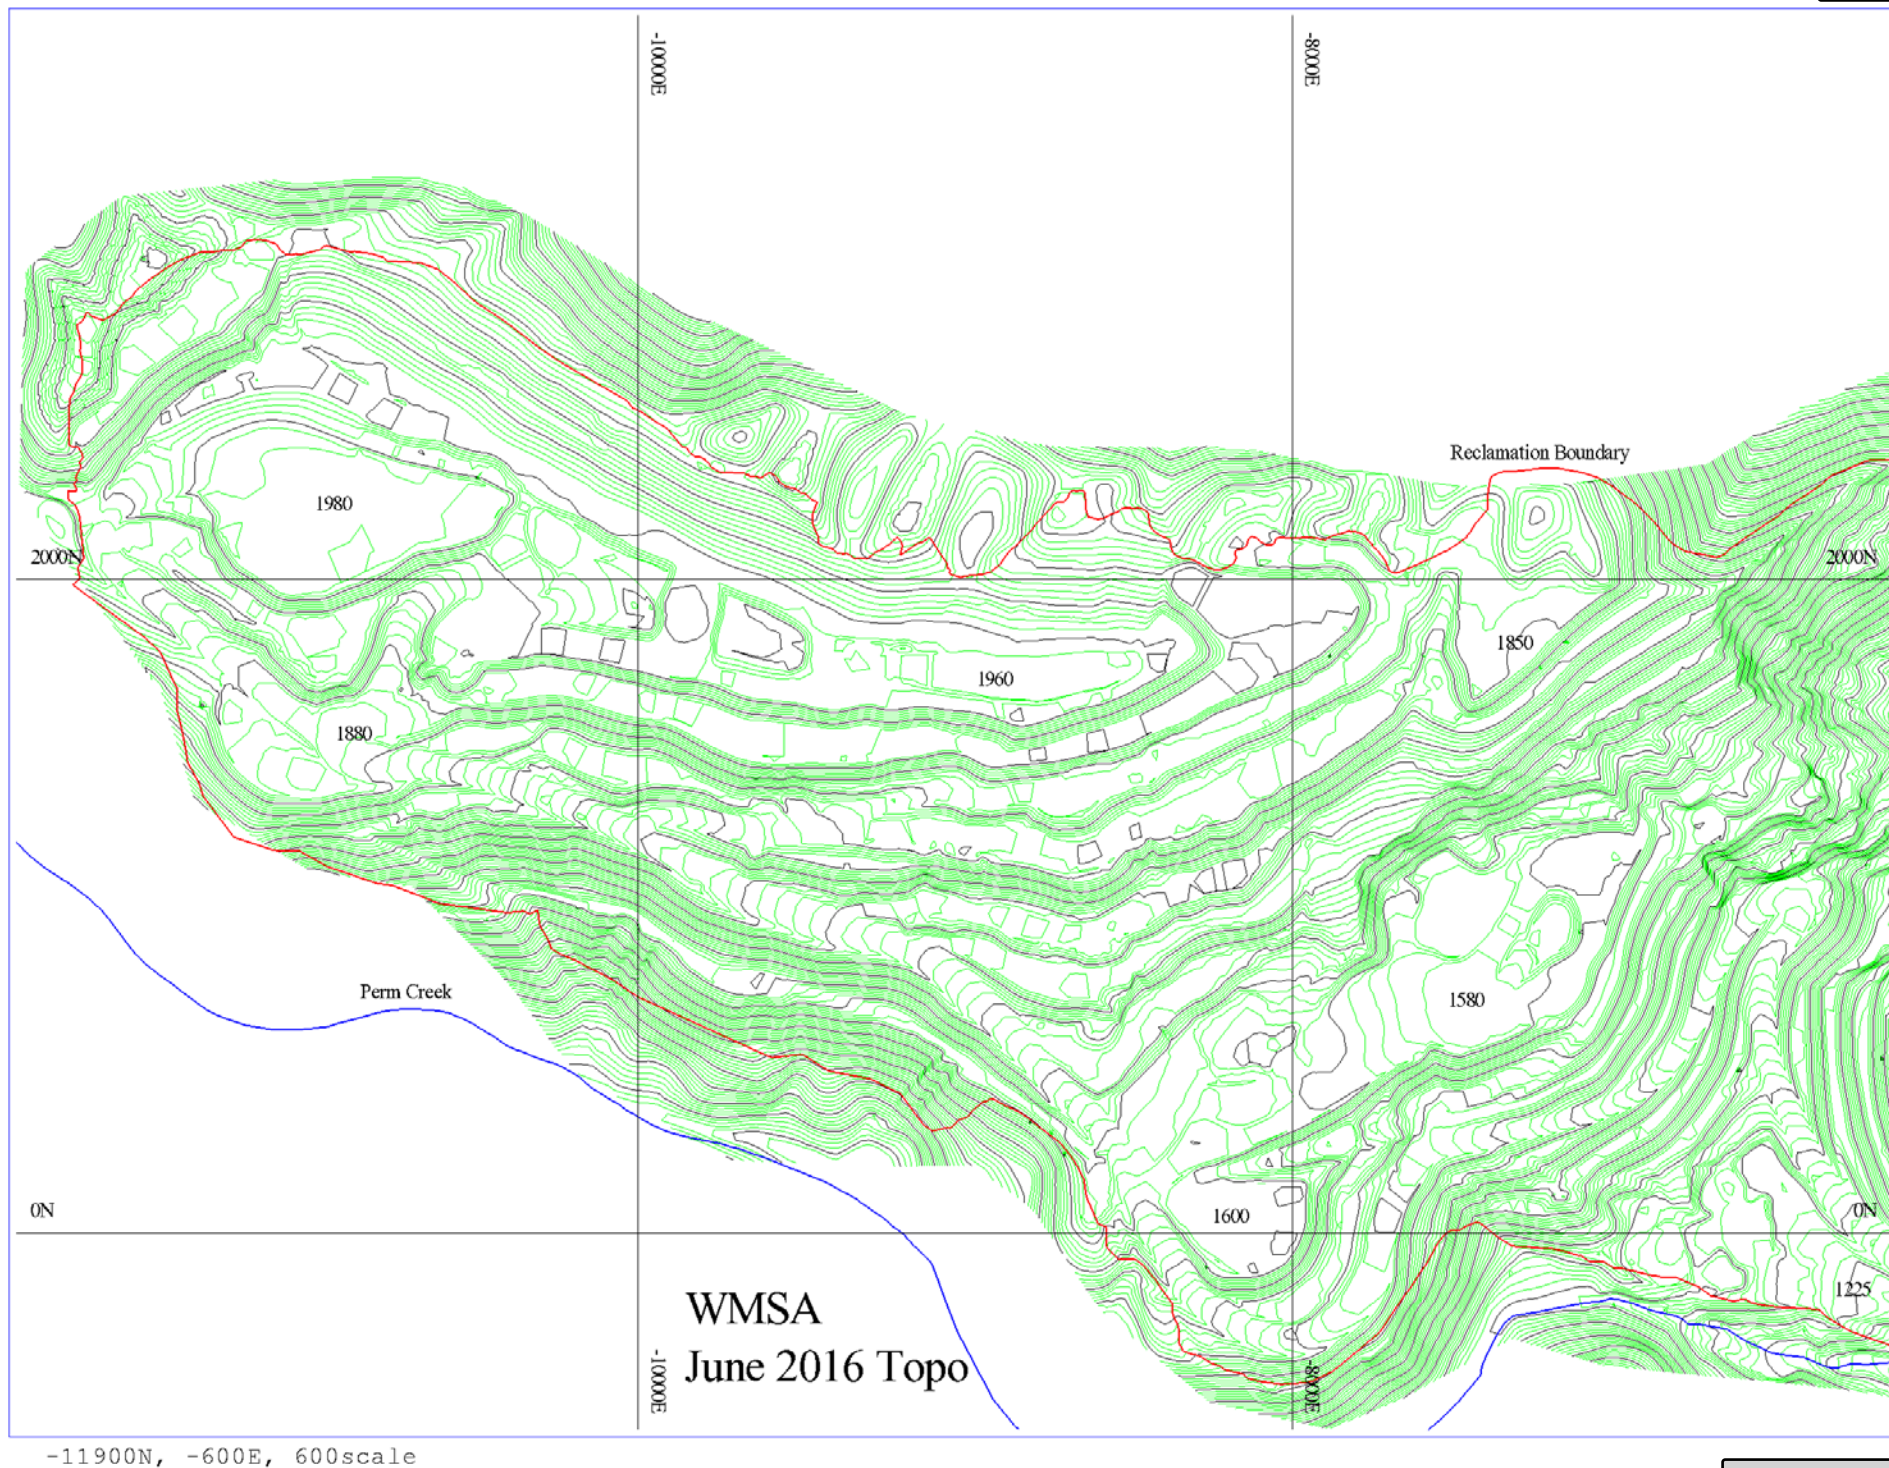 -10000E
-8000E
Reclamation Boundary
1980
2000N
2000N
1850
1960
1880
Perm Creek
1580
0N
1600
0N
1225
WMSA
June 2016 Topo
-10000E
-8000E
-11900N, -600E, 600scale